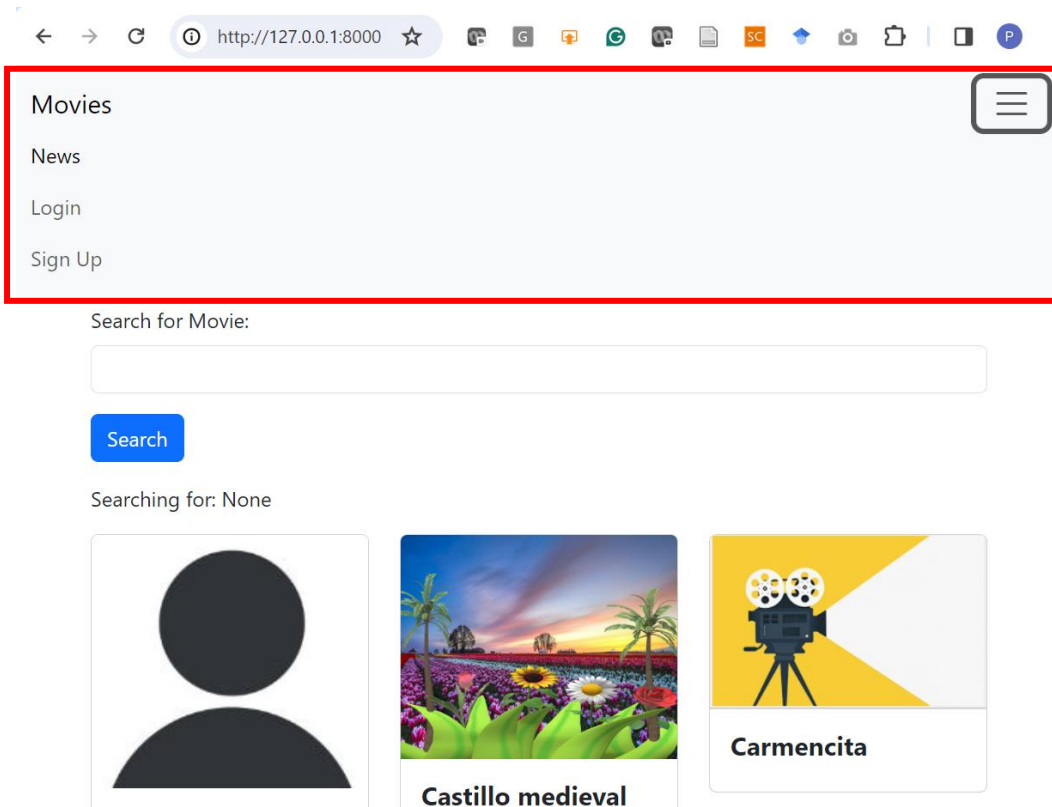 http://127.0.0.1:8000
G
G
SC
P
Movies
News
Login
Sign Up
Search for Movie:
Search
Searching for: None
Carmencita
Castillo medieval